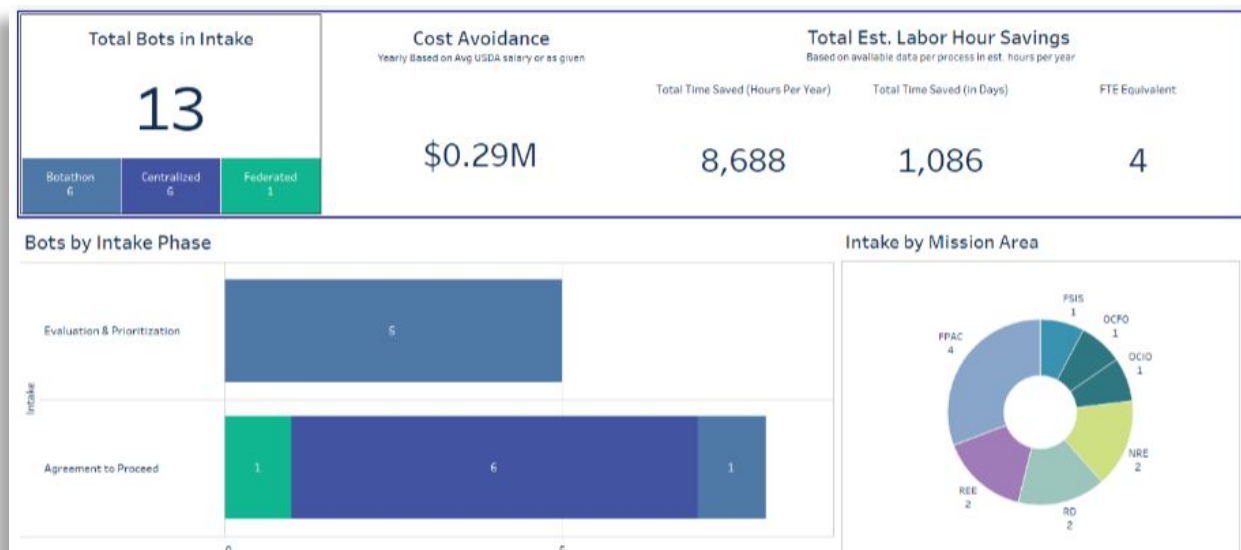 Total Bots in Intake
13
Botathon
6
Centralized
6
Federated
1
Cost Avoidance
Yearly Based on Avg USDA salary or as given
$0.29M
Total Est. Labor Hour Savings
Based on available data per process in est. hours per year
Total Time Saved (Hours Per Year)
8,688
Total Time Saved (In Days)
1,086
FTE Equivalent
4
Bots by Intake Phase
Intake
Evaluation & Prioritization
5
Agreement to Proceed
1
6
1
Intake by Mission Area
FSIS
1
OCFO
1
OCIO
1
NRE
2
RD
2
REE
2
FPAC
4